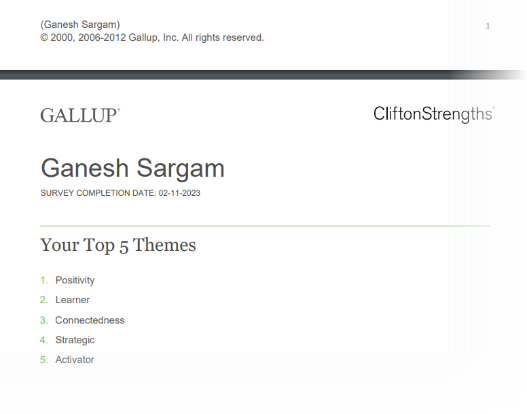 (Ganesh Sargam)
© 2000, 2006-2012 Gallup, Inc. All rights reserved.
1
GALLUP®
CliftonStrengths®
Ganesh Sargam
SURVEY COMPLETION DATE: 02-11-2023
Your Top 5 Themes
1. Positivity
2. Learner
3. Connectedness
4. Strategic
5. Activator